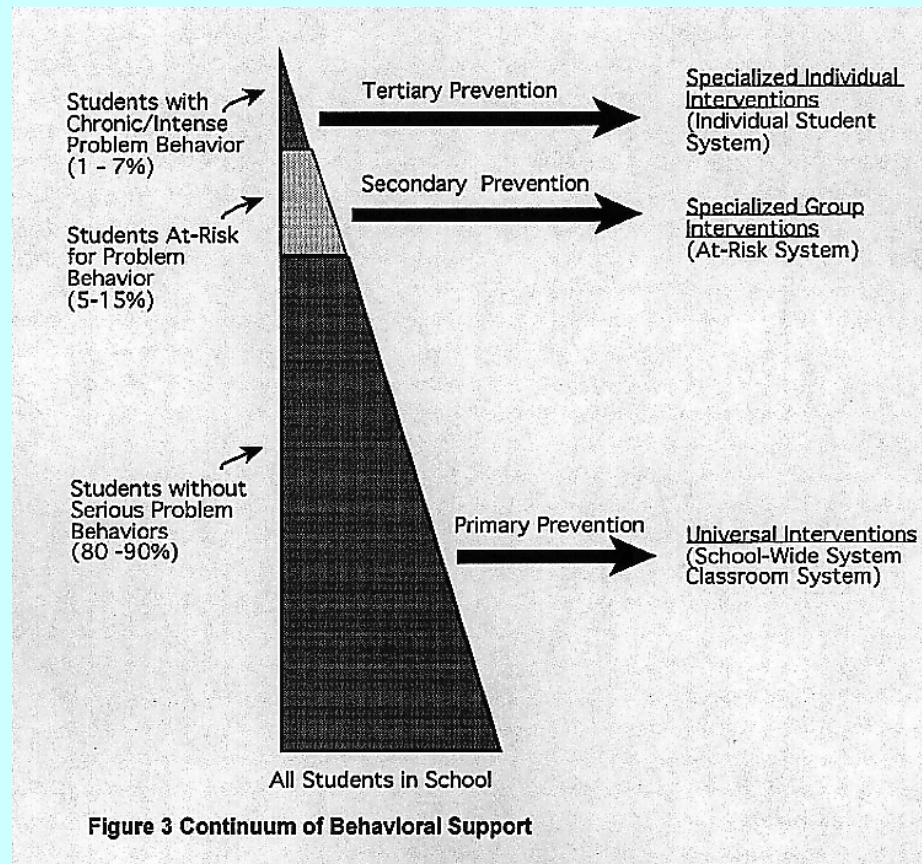 Students with
Chronic/Intense
Problem Behavior
(1 - 7%)
Tertiary Prevention
Specialized Individual
Interventions
(Individual Student
System)
Students At-Risk
for Problem
Behavior
(5-15%)
Secondary Prevention
Specialized Group
Interventions
(At-Risk System)
Students without
Serious Problem
Behaviors
(80 -90%)
Primary Prevention
Universal Interventions
(School-Wide System
Classroom System)
All Students in School
Figure 3 Continuum of Behavioral Support